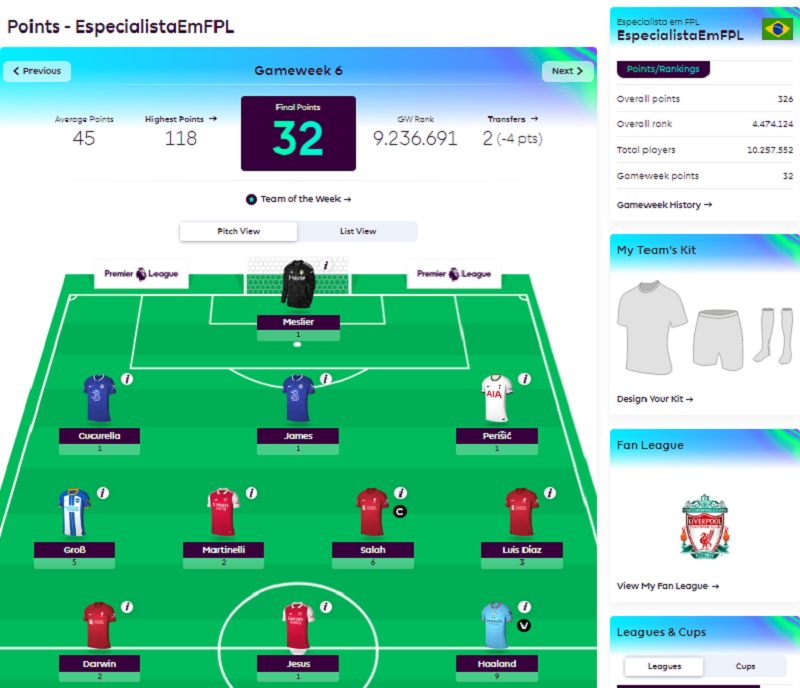 Points - EspecialistaEmFPL
Previous
Gameweek 6
Next
Average Points
45
Highest Points →
118
Final Points
32
GW Rank
9.236.691
Transfers →
2 (-4 pts)
Team of the Week →
Pitch View
List View
Premier League
Premier League
i
Meslier
1
i
i
AIA
i
Cucurella
1
James
1
Perišić
1
i
i
i
C
i
Groß
5
Martinelli
2
Salah
6
Luis Díaz
3
i
i
i
V
Darwin
2
Jesus
1
Haaland
9
Especialista em FPL
EspecialistaEmFPL
Points/Rankings
Overall points 326
Overall rank 4.474.124
Total players 10.257.552
Gameweek points 32
Gameweek History →
My Team's Kit
Design Your Kit →
Fan League
LIVERPOOL
View My Fan League →
Leagues & Cups
Leagues
Cups